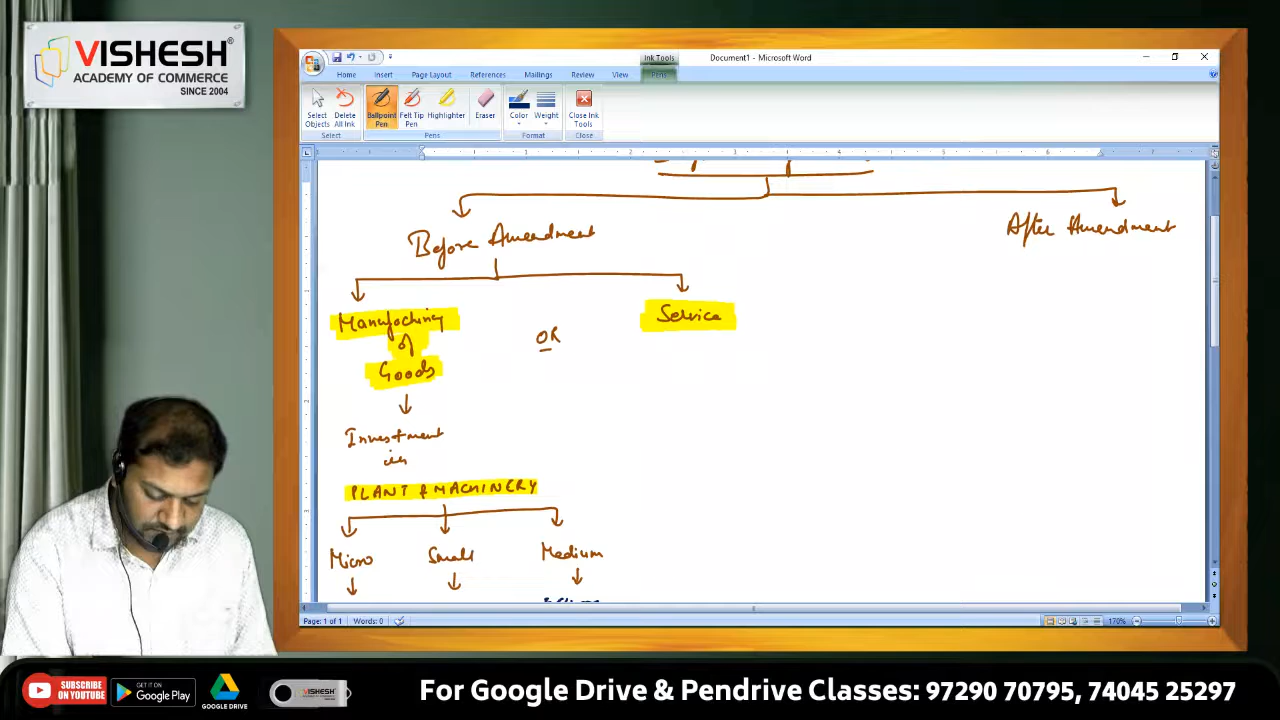 VISHESH®
ACADEMY OF COMMERCE
SINCE 2004
Ink Tools
Document1 - Microsoft Word
Home Insert Page Layout References Mailings Review View Pens
Select Objects
Delete All Ink
Ballpoint Pen
Felt Tip Pen
Highlighter
Eraser
Color
Weight
Close Ink Tools
Select Pens Format Close
Before Amendment
After Amendment
Manufacturing
of
Goods
OR
Service
Investment
in
PLANT & MACHINERY
Micro Small Medium
Page: 1 of 1 Words: 0 170%
SUBSCRIBE
ON YOUTUBE
GET IT ON
Google Play
GOOGLE DRIVE
VISHESH
For Google Drive & Pendrive Classes: 97290 70795, 74045 25297